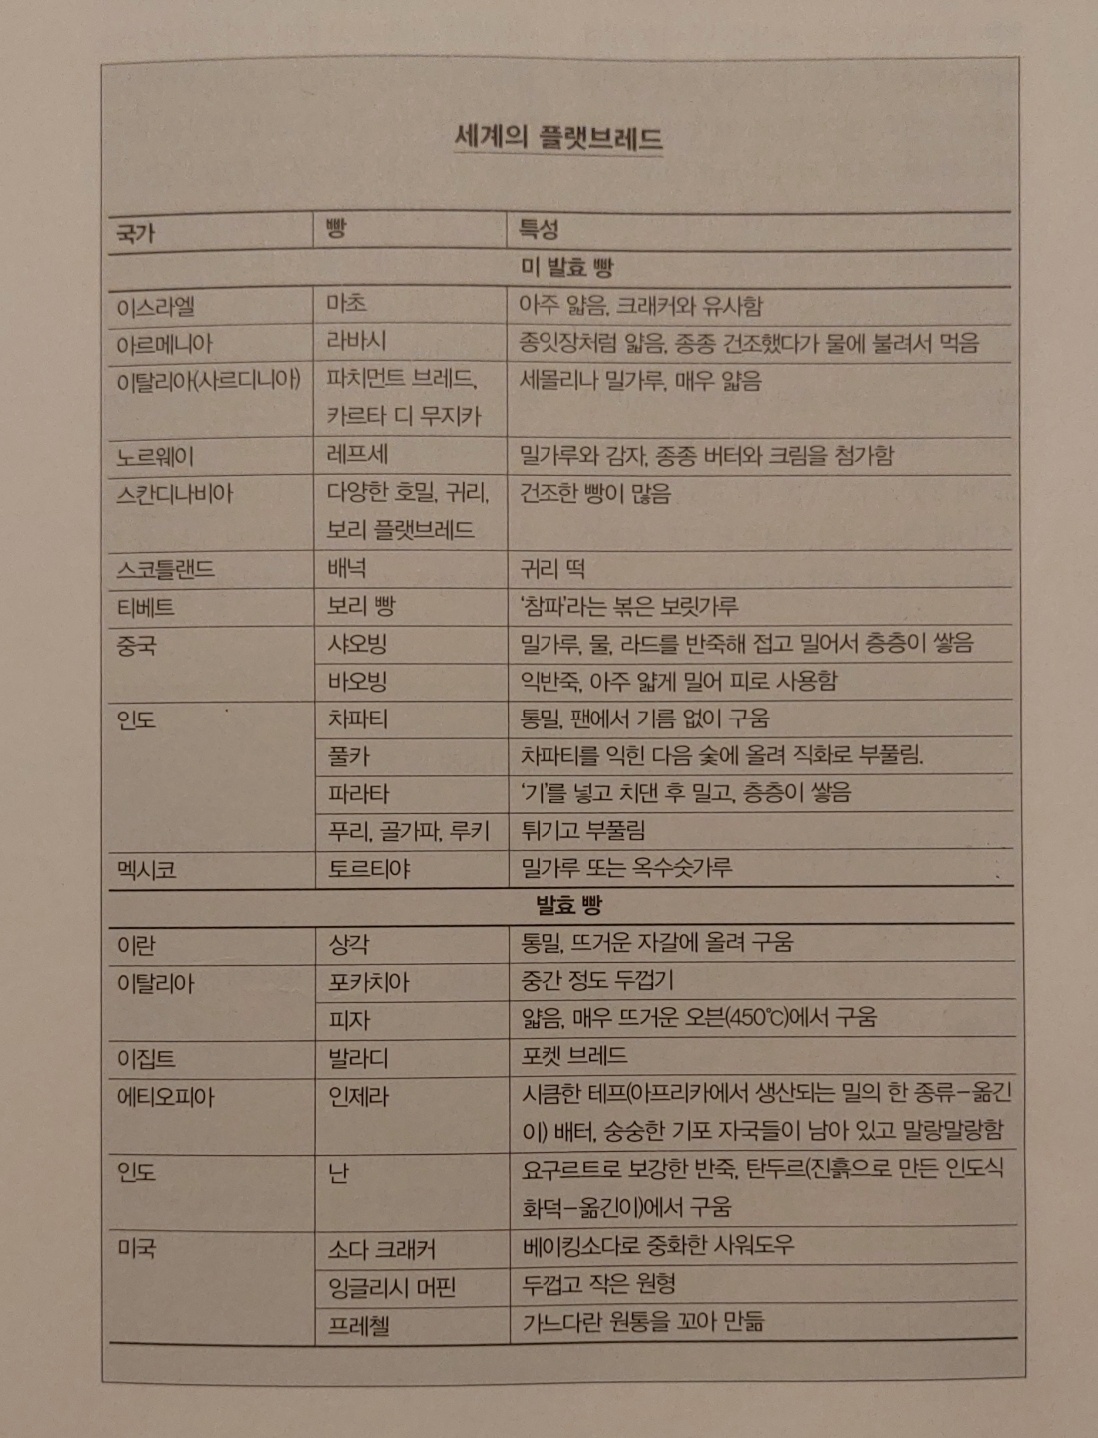 세계의 플랫브레드
국가 빵 특성
미 발효 빵
이스라엘 마초 아주 얇음, 크래커와 유사함
아르메니아 라바시 종잇장처럼 얇음, 종종 건조했다가 물에 불려서 먹음
이탈리아(사르디니아) 파치먼트 브레드, 세몰리나 밀가루, 매우 얇음
카르타 디 무지카
노르웨이 레프세 밀가루와 감자, 종종 버터와 크림을 첨가함
스칸디나비아 다양한 호밀, 귀리, 건조한 빵이 많음
보리 플랫브레드
스코틀랜드 배넉 귀리 떡
티베트 보리 빵 ‘참파’라는 볶은 보릿가루
중국 샤오빙 밀가루, 물, 라드를 반죽해 접고 밀어서 층층이 쌓음
바오빙 익반죽, 아주 얇게 밀어 피로 사용함
인도 차파티 통밀, 팬에서 기름 없이 구움
풀카 차파티를 익힌 다음 숯에 올려 직화로 부풀림.
파라타 ‘기’를 넣고 치댄 후 밀고, 층층이 쌓음
푸리, 골가파, 루키 튀기고 부풀림
멕시코 토르티야 밀가루 또는 옥수숫가루
발효 빵
이란 상각 통밀, 뜨거운 자갈에 올려 구움
이탈리아 포카치아 중간 정도 두껍기
피자 얇음, 매우 뜨거운 오븐(450℃)에서 구움
이집트 발라디 포켓 브레드
에티오피아 인제라 시큼한 테프(아프리카에서 생산되는 밀의 한 종류-옮긴
이) 배터, 숭숭한 기포 자국들이 남아 있고 말랑말랑함
인도 난 요구르트로 보강한 반죽, 탄두르(진흙으로 만든 인도식
화덕-옮긴이)에서 구움
미국 소다 크래커 베이킹소다로 중화한 사워도우
잉글리시 머핀 두껍고 작은 원형
프레첼 가느다란 원통을 꼬아 만듦